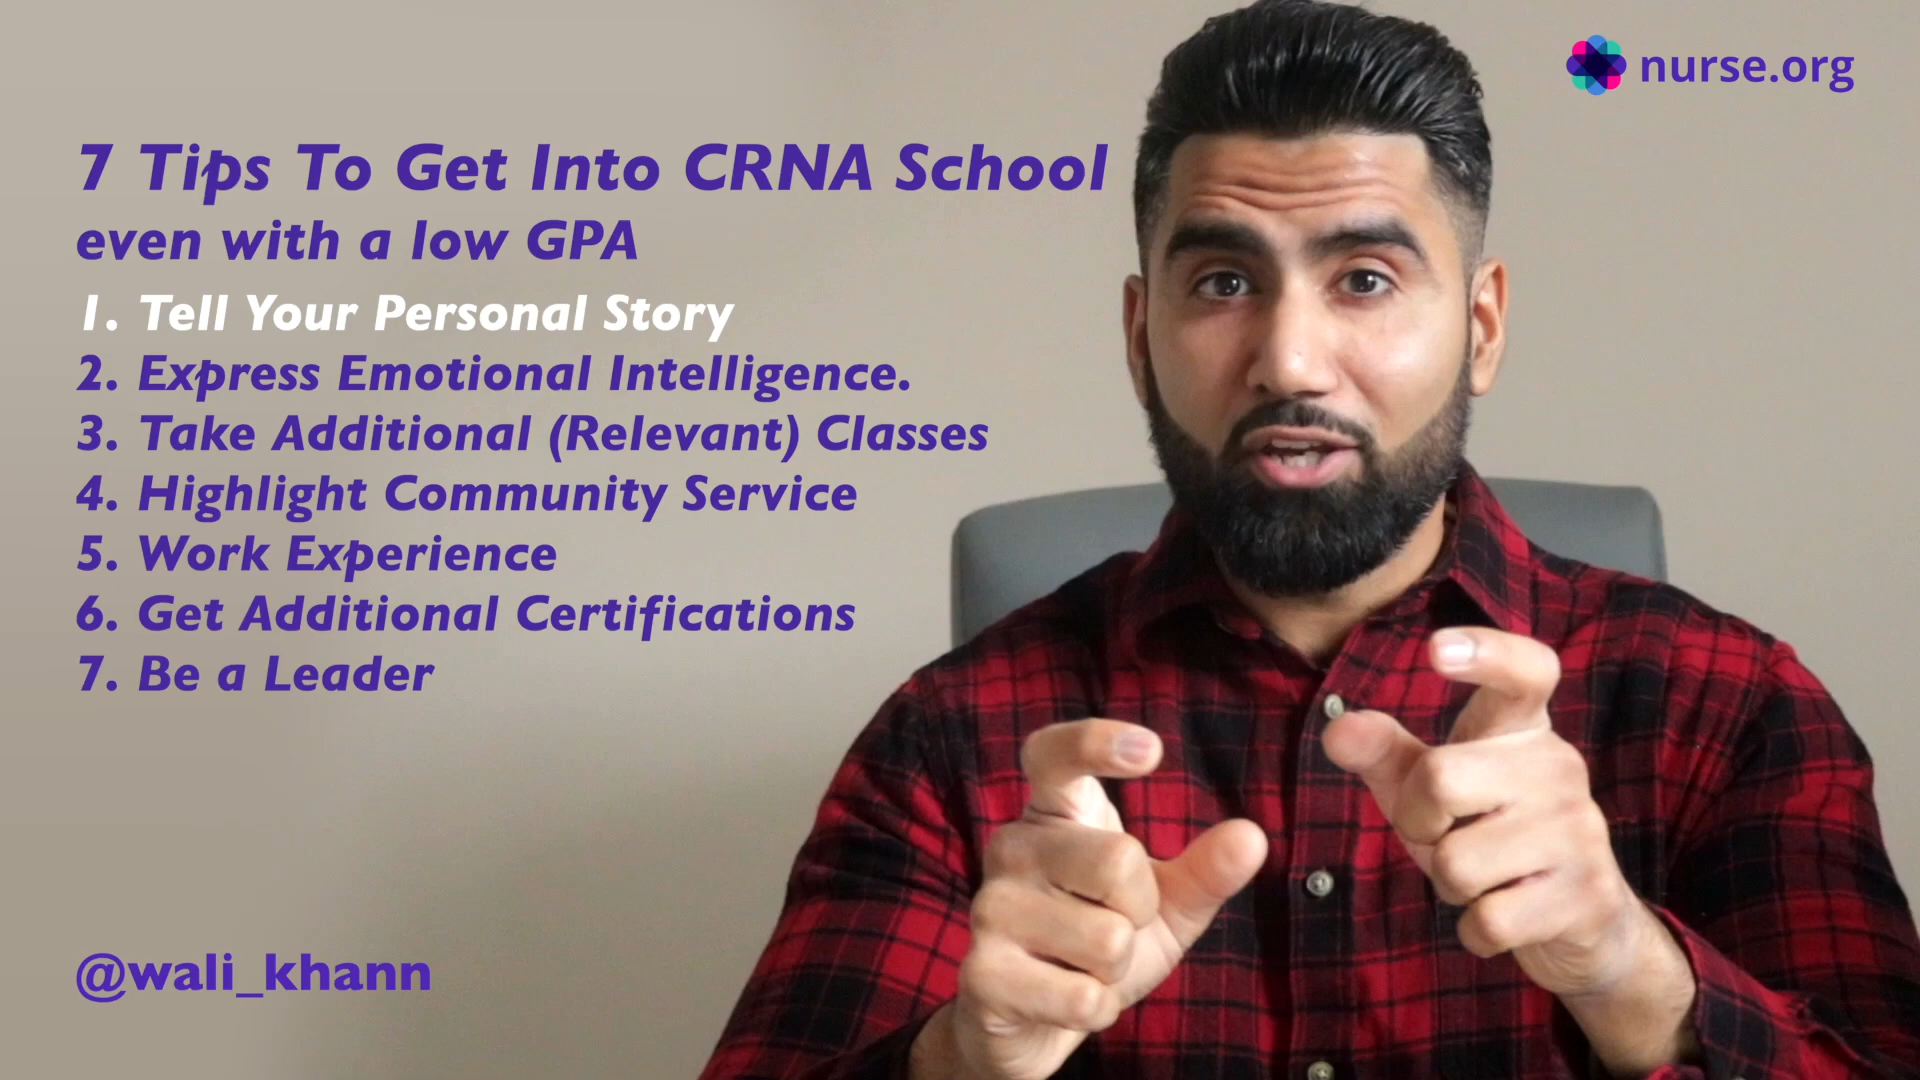 nurse.org
7 Tips To Get Into CRNA School
even with a low GPA
1. Tell Your Personal Story
2. Express Emotional Intelligence.
3. Take Additional (Relevant) Classes
4. Highlight Community Service
5. Work Experience
6. Get Additional Certifications
7. Be a Leader
@wali_khann